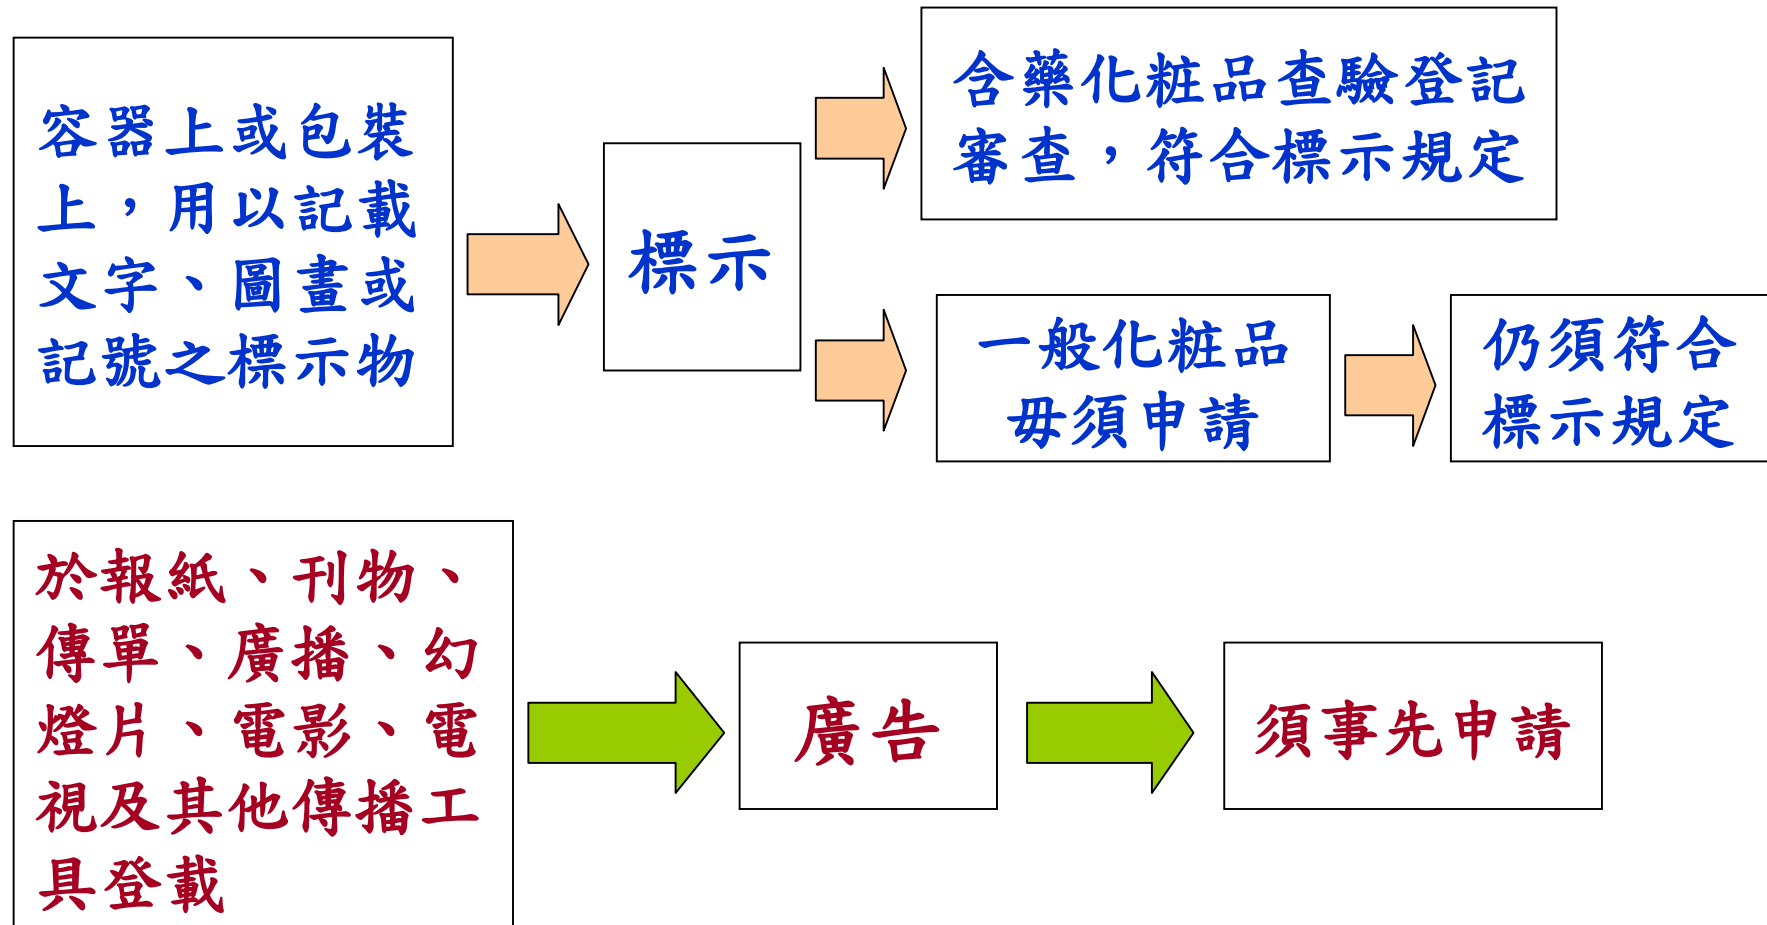 容器上或包裝
上，用以記載
文字、圖畫或
記號之標示物
標示
含藥化粧品查驗登記
審查，符合標示規定
一般化粧品
毋須申請
仍須符合
標示規定
於報紙、刊物、
傳單、廣播、幻
燈片、電影、電
視及其他傳播工
具登載
廣告
須事先申請